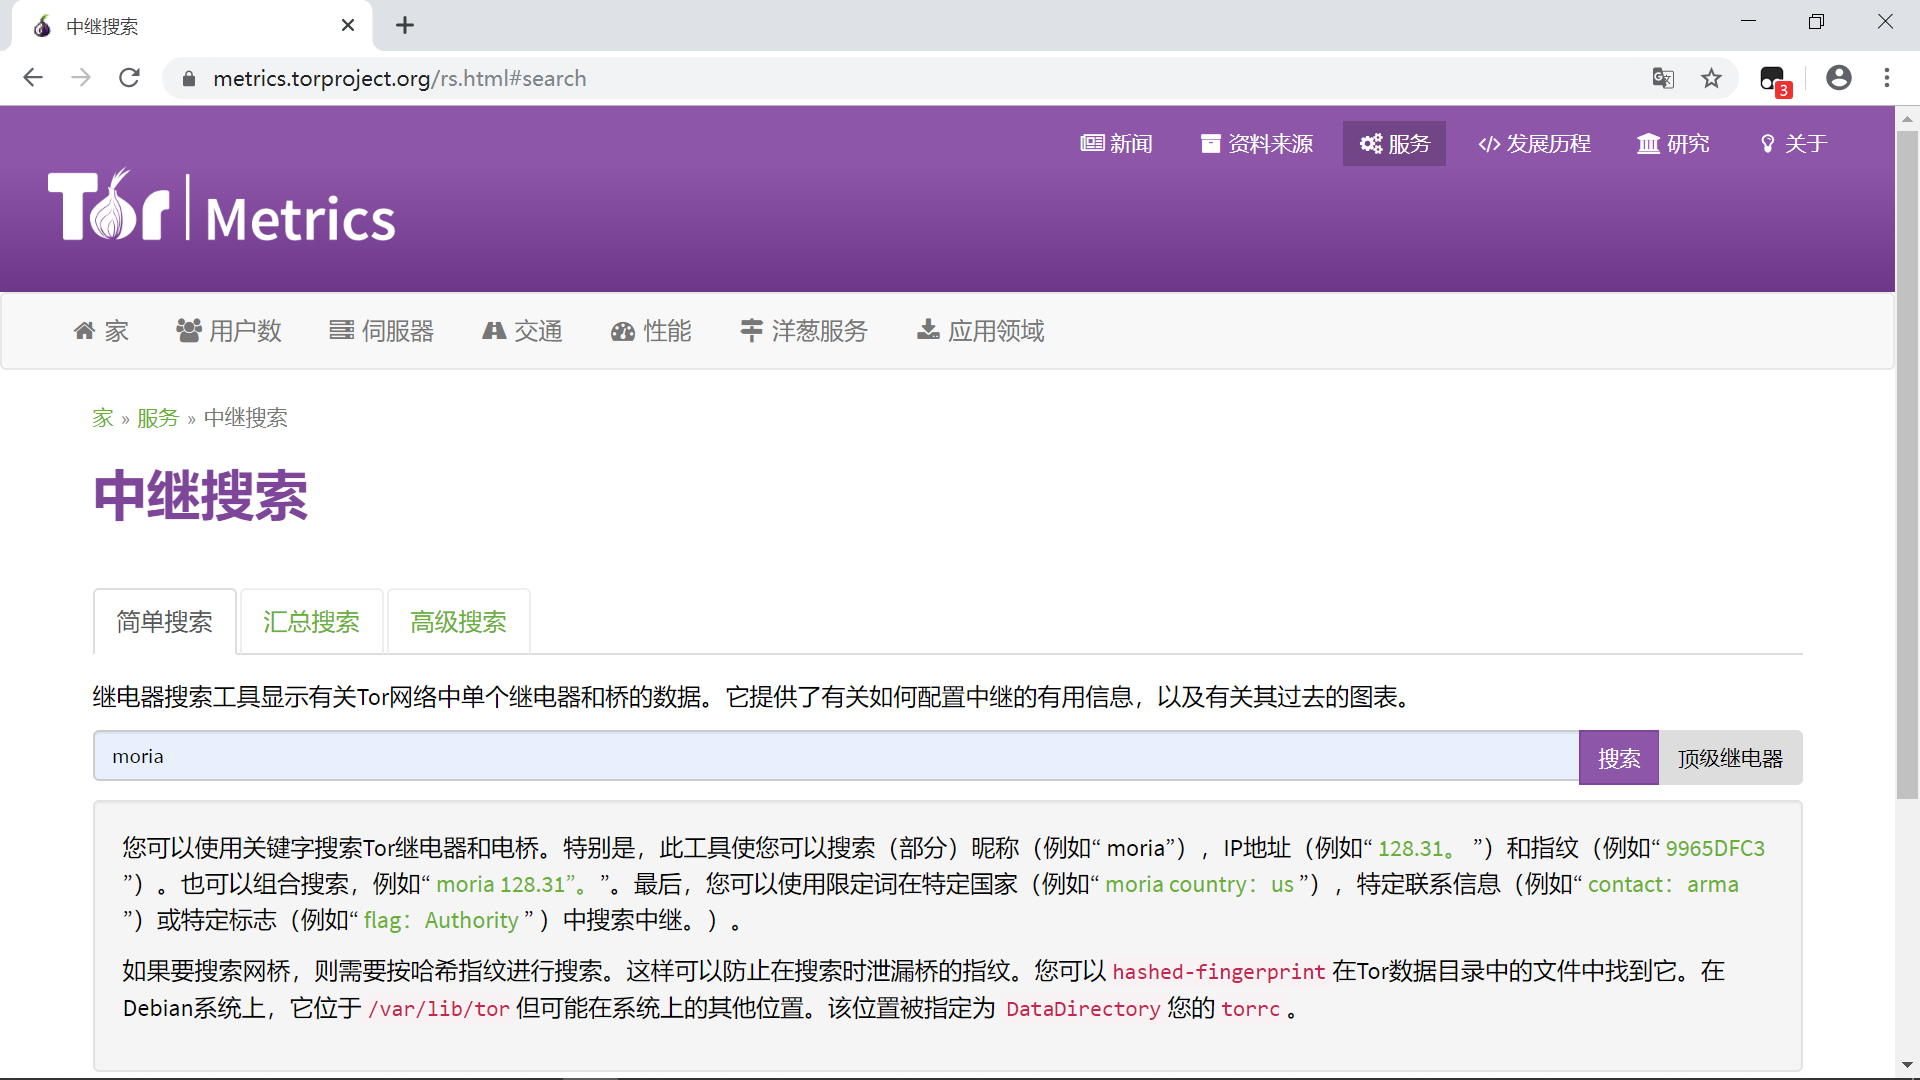 中继搜索
metrics.torproject.org/rs.html#search
3
新闻 资料来源 服务 发展历程 研究 关于
Tor Metrics
家 用户数 伺服器 交通 性能 洋葱服务 应用领域
家 » 服务 » 中继搜索
中继搜索
简单搜索 汇总搜索 高级搜索
继电器搜索工具显示有关Tor网络中单个继电器和桥的数据。它提供了有关如何配置中继的有用信息，以及有关其过去的图表。
moria 搜索 顶级继电器
您可以使用关键字搜索Tor继电器和电桥。特别是，此工具使您可以搜索（部分）昵称（例如“ moria”），IP地址（例如“ 128.31。 ”）和指纹（例如“ 9965DFC3
”）。也可以组合搜索，例如“ moria 128.31”。 ”。最后，您可以使用限定词在特定国家（例如“ moria country：us ”），特定联系信息（例如“ contact：arma
”）或特定标志（例如“ flag：Authority ” ）中搜索中继。）。
如果要搜索网桥，则需要按哈希指纹进行搜索。这样可以防止在搜索时泄漏桥的指纹。您可以 hashed-fingerprint 在Tor数据目录中的文件中找到它。在
Debian系统上，它位于 /var/lib/tor 但可能在系统上的其他位置。该位置被指定为 DataDirectory 您的 torrc 。